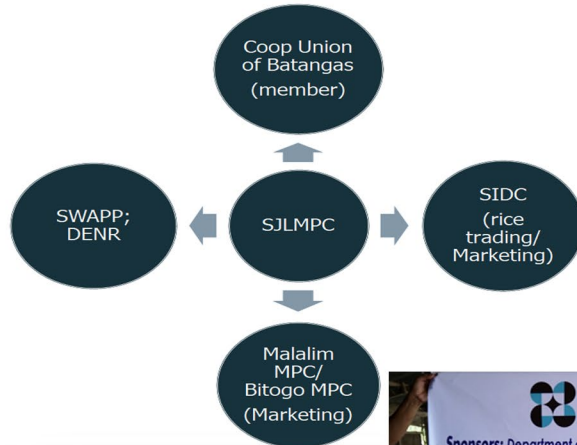 Coop Union
of Batangas
(member)
SWAPP;
DENR
SJLMPC
SIDC
(rice
trading/
Marketing)
Malalim
MPC/
Bitogo MPC
(Marketing)
Sponsors: Department